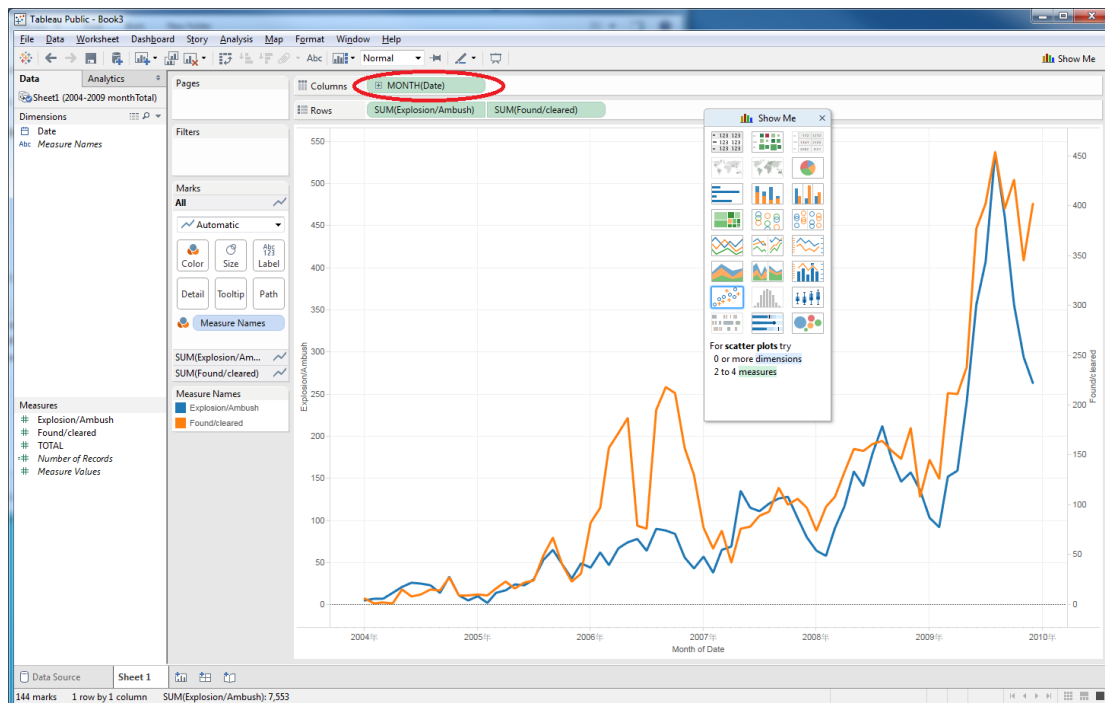 Tableau Public - Book3
File Data Worksheet Dashboard Story Analysis Map Format Window Help
Abc Normal Show Me
Data Analytics
Sheet1 (2004-2009 monthTotal)
Dimensions
Date
Abc Measure Names
Measures
Explosion/Ambush
Found/cleared
TOTAL
Number of Records
Measure Values
Pages
Filters
Marks
All
Automatic
Color Size Abc 123 Label
Detail Tooltip Path
Measure Names
SUM(Explosion/Am...
SUM(Found/cleared)
Measure Names
Explosion/Ambush
Found/cleared
Columns MONTH(Date)
Rows SUM(Explosion/Ambush) SUM(Found/cleared)
Show Me
For scatter plots try
0 or more dimensions
2 to 4 measures
Explosion/Ambush
550
500
450
400
350
300
250
200
150
100
50
0
450
400
350
300
250
200
150
100
50
0
Found/cleared
2004年 2005年 2006年 2007年 2008年 2009年 2010年
Month of Date
Data Source Sheet 1
144 marks 1 row by 1 column SUM(Explosion/Ambush): 7,553